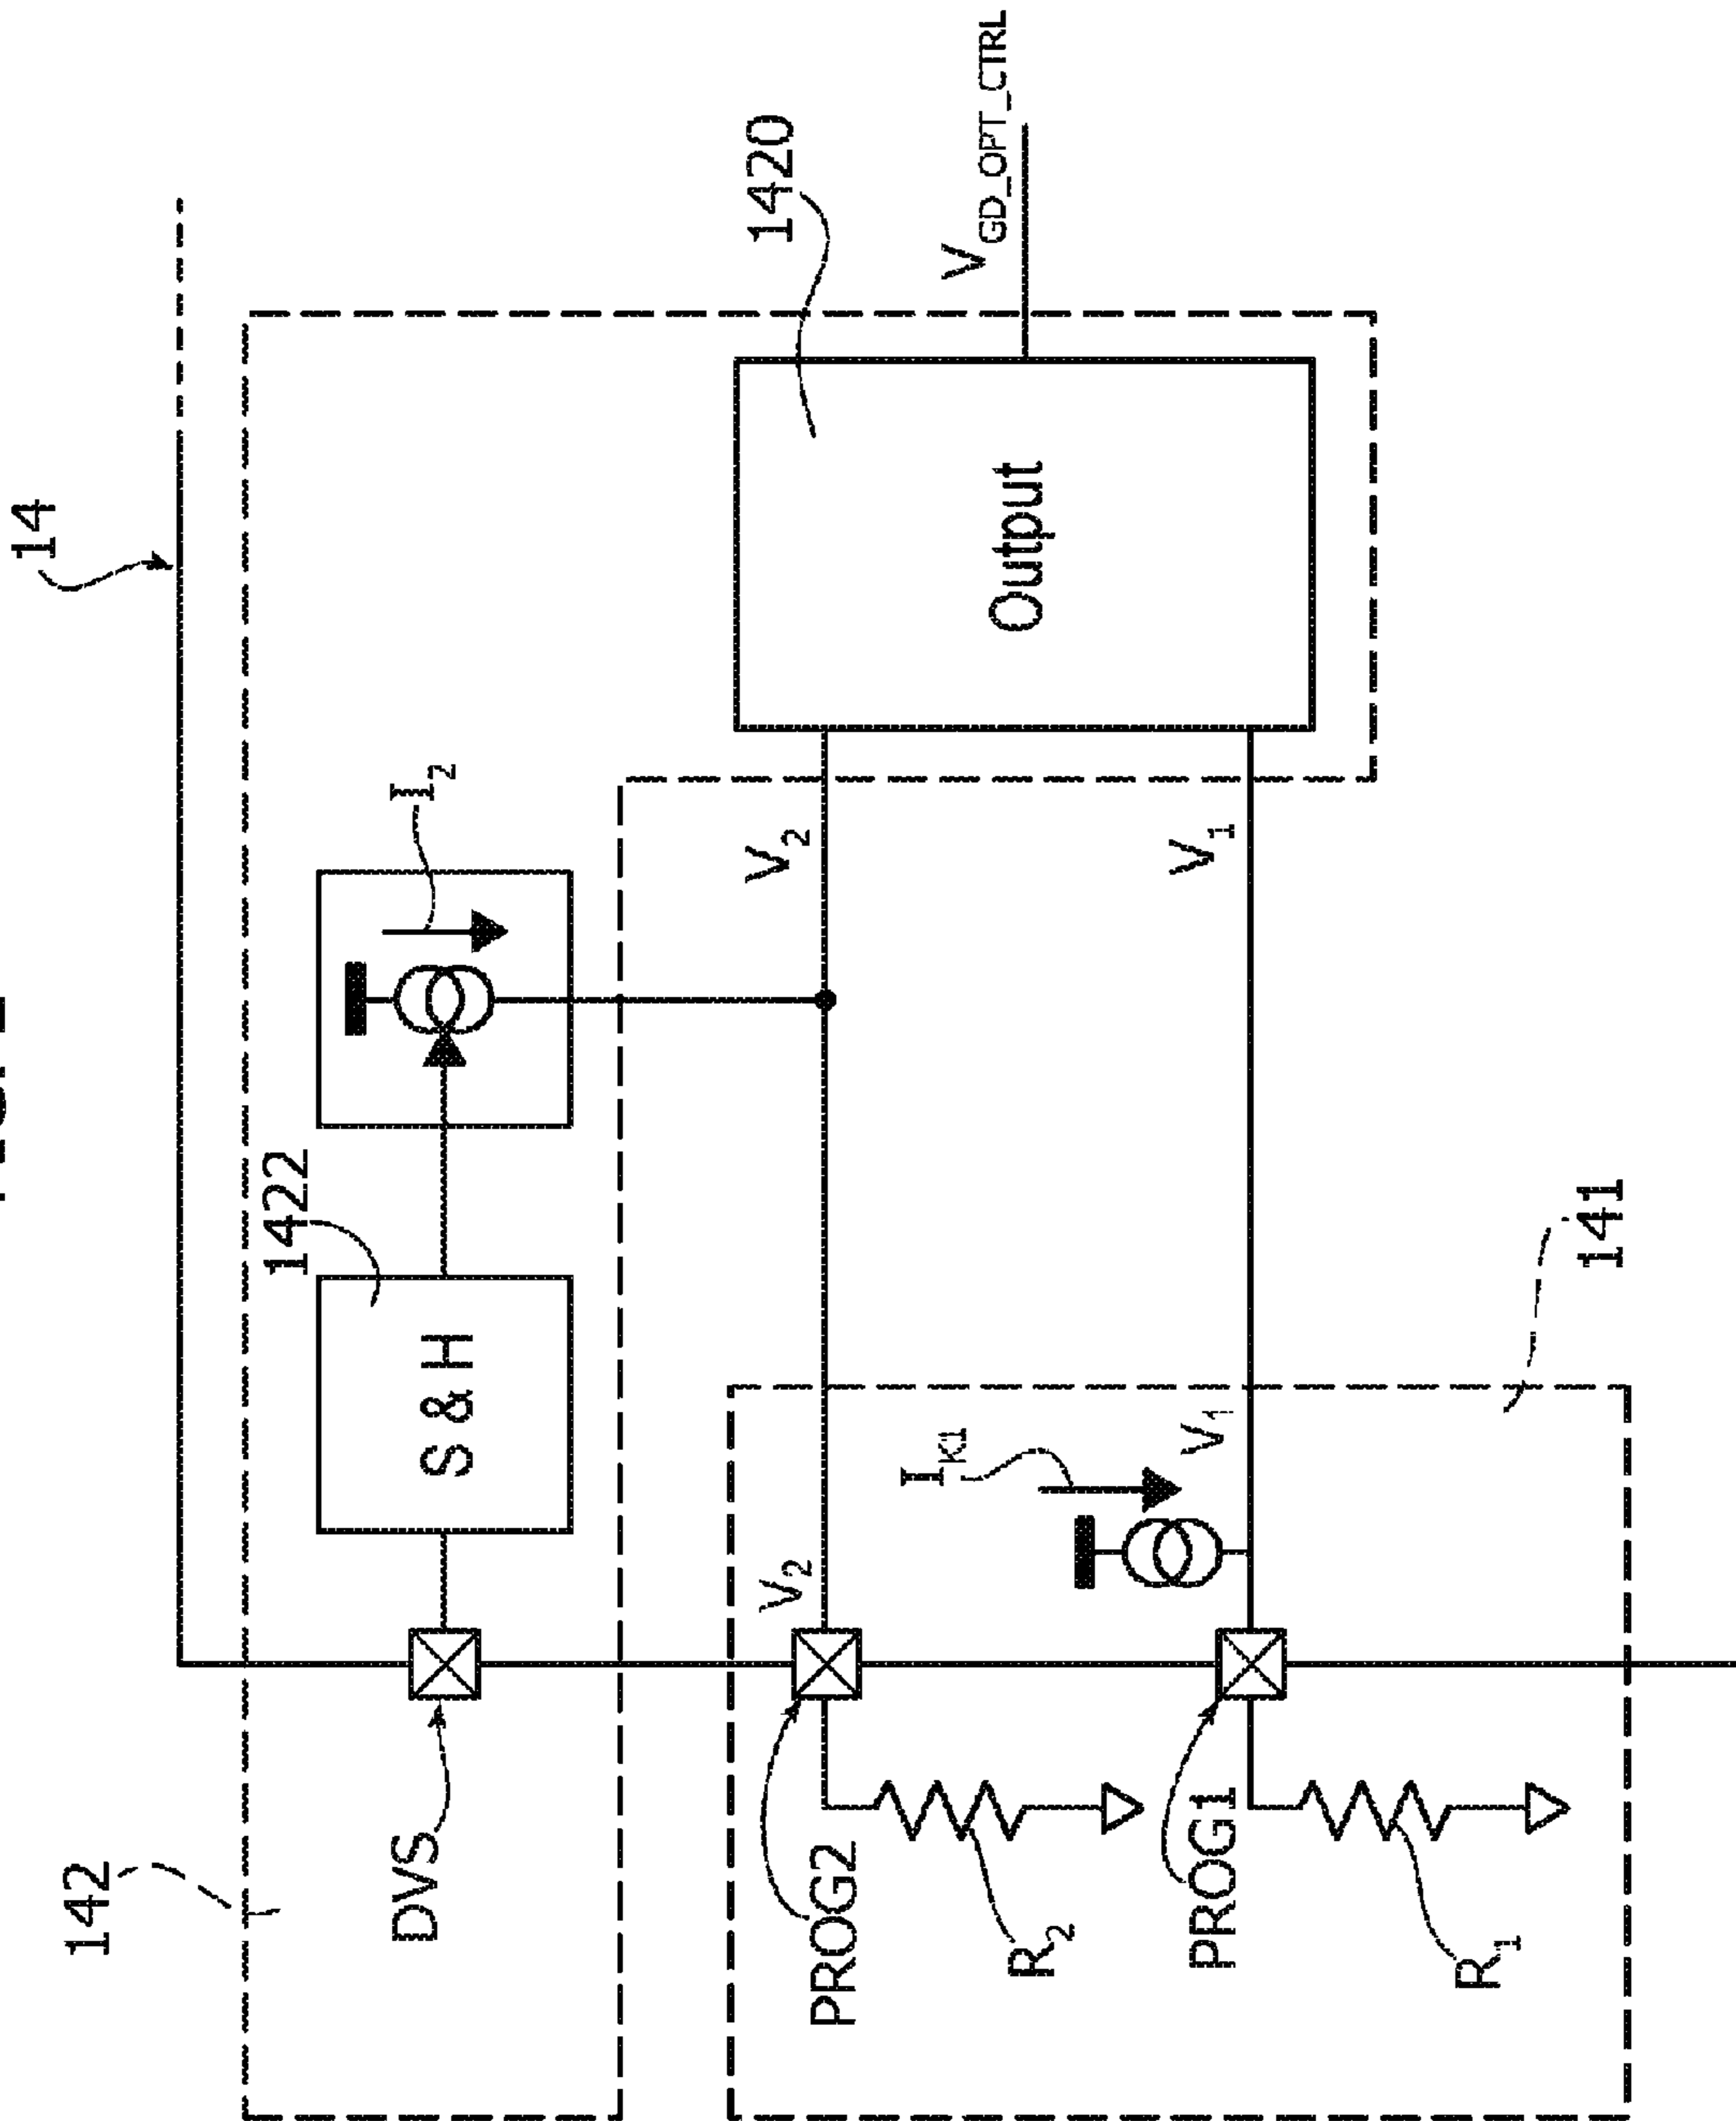 14
142
DVS
1422
S & H
I2
1420
Output
VGD_OPT_CTRL
PROG2
V2
V2
R2
IK1
PROG1
V1
V1
R1
141